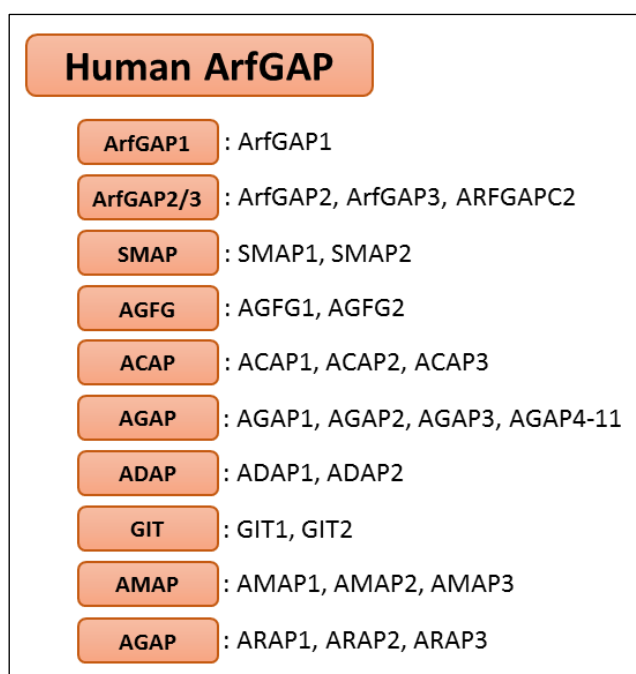 Human ArfGAP
ArfGAP1 : ArfGAP1
ArfGAP2/3 : ArfGAP2, ArfGAP3, ARFGAPC2
SMAP : SMAP1, SMAP2
AGFG : AGFG1, AGFG2
ACAP : ACAP1, ACAP2, ACAP3
AGAP : AGAP1, AGAP2, AGAP3, AGAP4-11
ADAP : ADAP1, ADAP2
GIT : GIT1, GIT2
AMAP : AMAP1, AMAP2, AMAP3
AGAP : ARAP1, ARAP2, ARAP3